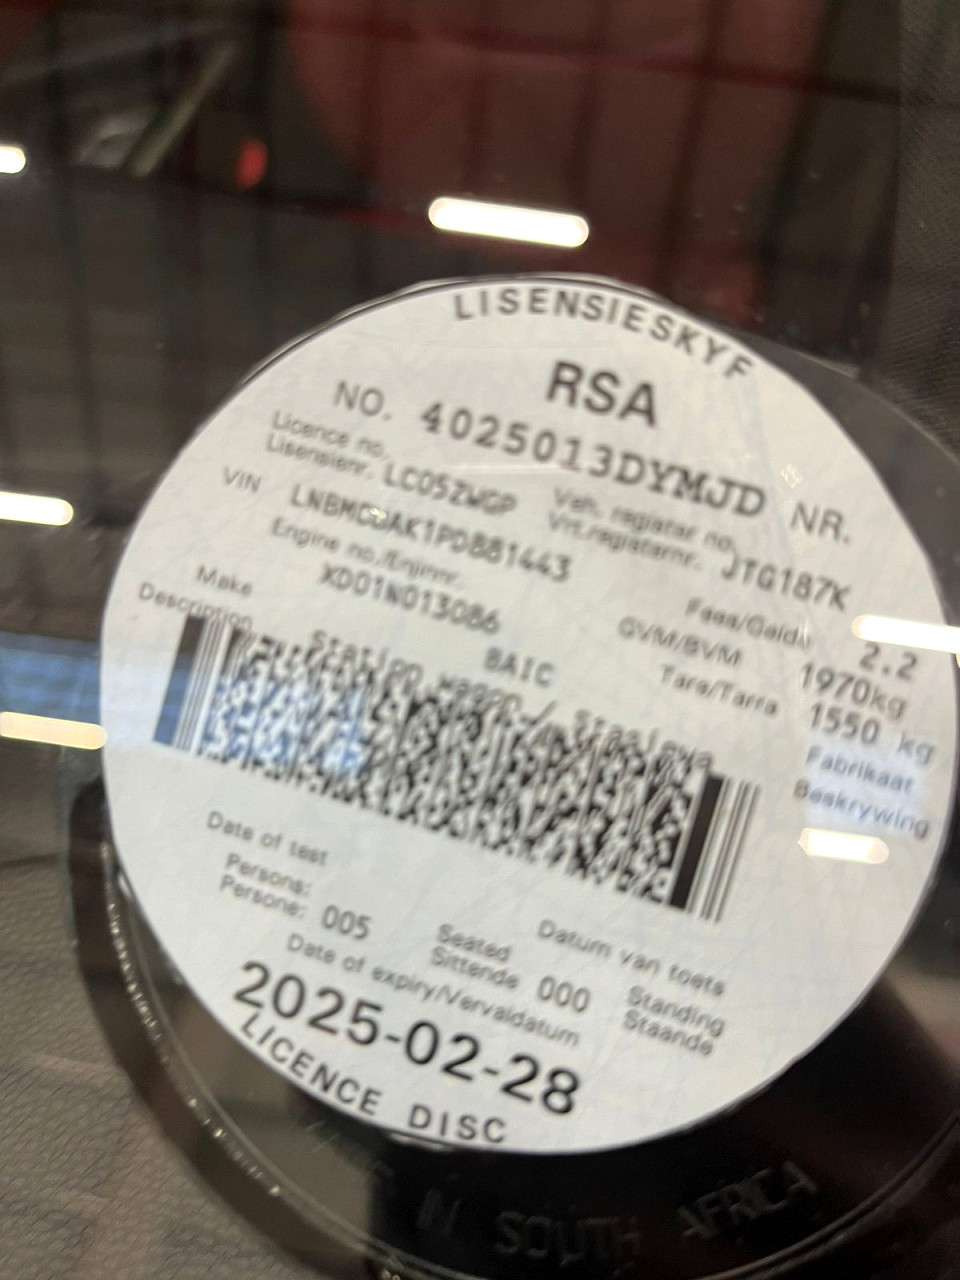 LISENSIESKYF
RSA
NO. 4025013DYMJD NR.
Licence no. Veh. register no.
Lisensienr. LC05ZWGP Vrt.registernr. JTG187K
VIN
Engine no./Enjinnr. Fees/Gelde 2.2
XD01N013086 GVM/BVM 1970kg
Make BAIC Tare/Tarra 1550 kg
Fabrikaat
Description Station wagon / Stasiewa
Beskrywing
Date of test Datum van toets
Persons: Seated Standing
Persone: 005 Sittende 000 Staande
Date of expiry/Vervaldatum
2025-02-28
LICENCE DISC
IN SOUTH AFRICA